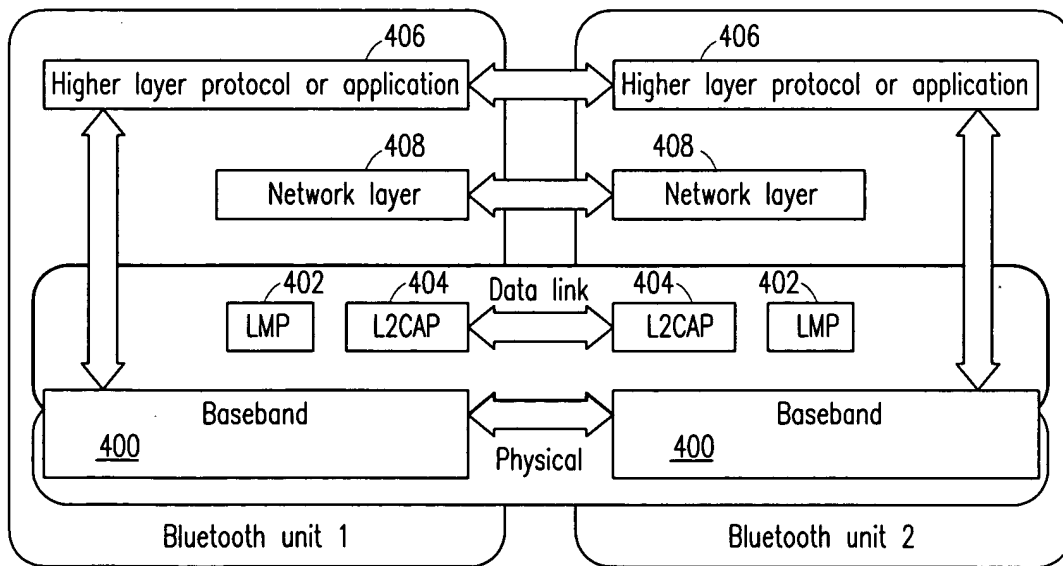 406
406
Higher layer protocol or application
Higher layer protocol or application
408
408
Network layer
Network layer
402
404
Data link
404
402
LMP
L2CAP
L2CAP
LMP
Baseband
Baseband
400
Physical
400
Bluetooth unit 1
Bluetooth unit 2